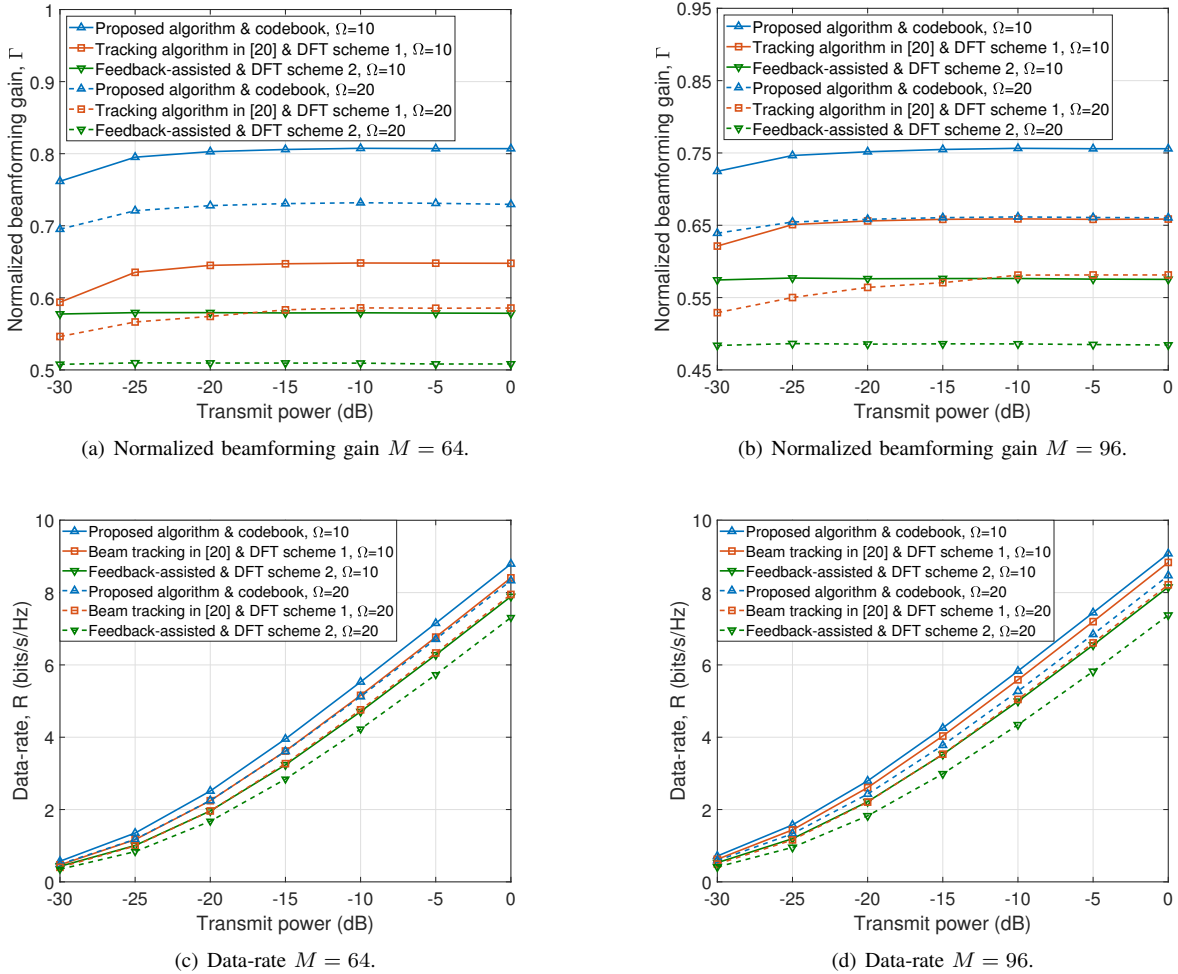 1
0.9
0.8
0.7
0.6
0.5
-30 -25 -20 -15 -10 -5 0
Normalized beamforming gain, Γ
Transmit power (dB)
Proposed algorithm & codebook, Ω=10
Tracking algorithm in [20] & DFT scheme 1, Ω=10
Feedback-assisted & DFT scheme 2, Ω=10
Proposed algorithm & codebook, Ω=20
Tracking algorithm in [20] & DFT scheme 1, Ω=20
Feedback-assisted & DFT scheme 2, Ω=20
(a) Normalized beamforming gain M = 64.
0.95
0.85
0.75
0.65
0.55
0.45
-30 -25 -20 -15 -10 -5 0
Normalized beamforming gain, Γ
Transmit power (dB)
Proposed algorithm & codebook, Ω=10
Tracking algorithm in [20] & DFT scheme 1, Ω=10
Feedback-assisted & DFT scheme 2, Ω=10
Proposed algorithm & codebook, Ω=20
Tracking algorithm in [20] & DFT scheme 1, Ω=20
Feedback-assisted & DFT scheme 2, Ω=20
(b) Normalized beamforming gain M = 96.
10
8
6
4
2
0
-30 -25 -20 -15 -10 -5 0
Data-rate, R (bits/s/Hz)
Transmit power (dB)
Proposed algorithm & codebook, Ω=10
Beam tracking in [20] & DFT scheme 1, Ω=10
Feedback-assisted & DFT scheme 2, Ω=10
Proposed algorithm & codebook, Ω=20
Beam tracking in [20] & DFT scheme 1, Ω=20
Feedback-assisted & DFT scheme 2, Ω=20
(c) Data-rate M = 64.
10
8
6
4
2
0
-30 -25 -20 -15 -10 -5 0
Data-rate, R (bits/s/Hz)
Transmit power (dB)
Proposed algorithm & codebook, Ω=10
Beam tracking in [20] & DFT scheme 1, Ω=10
Feedback-assisted & DFT scheme 2, Ω=10
Proposed algorithm & codebook, Ω=20
Beam tracking in [20] & DFT scheme 1, Ω=20
Feedback-assisted & DFT scheme 2, Ω=20
(d) Data-rate M = 96.